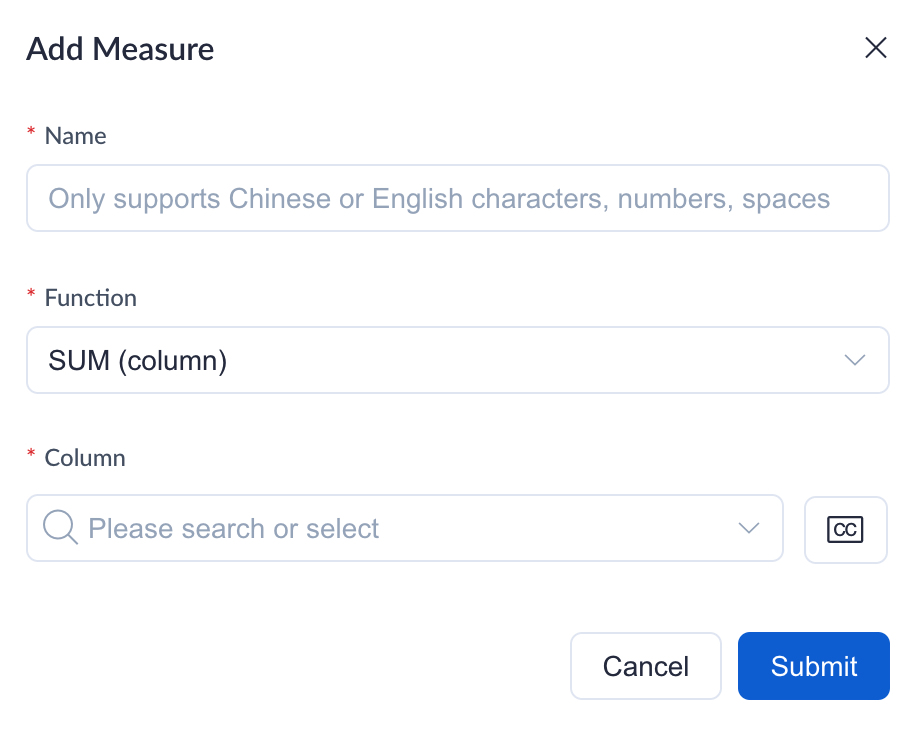 Add Measure
* Name
Only supports Chinese or English characters, numbers, spaces
* Function
SUM (column)
* Column
Please search or select
CC
Cancel
Submit